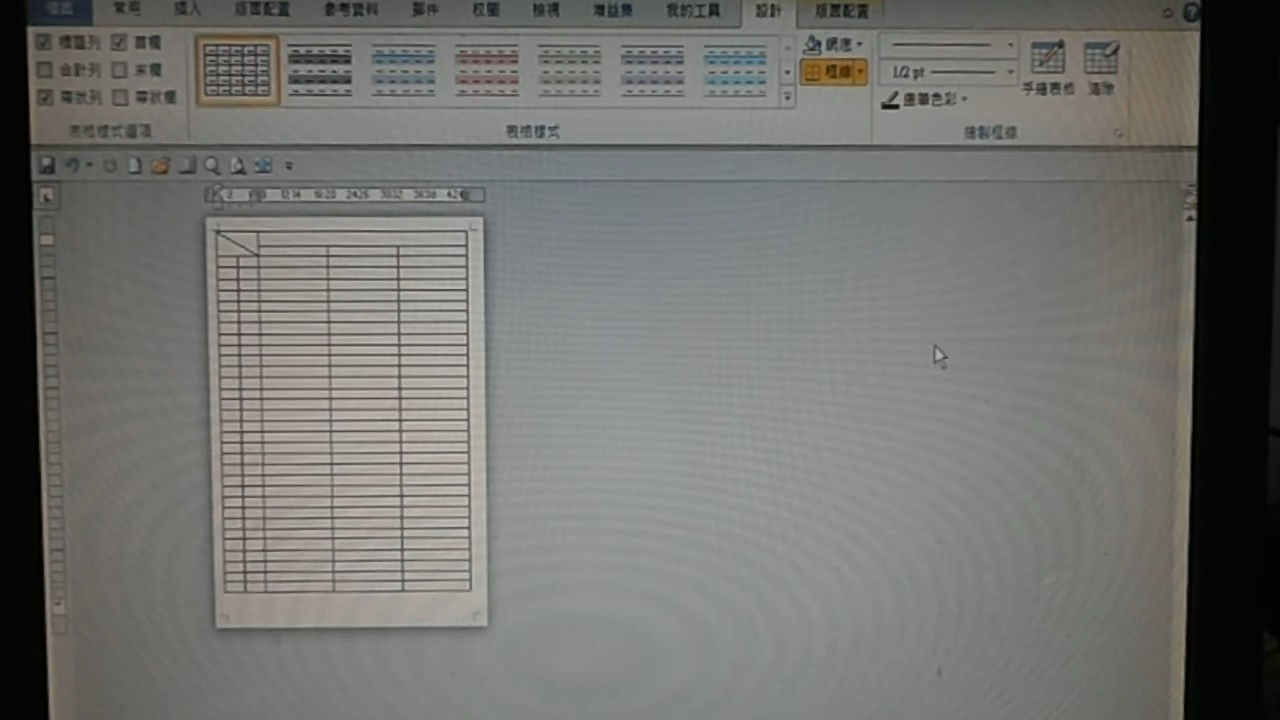 檔案 常用 插入 版面配置 參考資料 郵件 校閱 檢視 增益集 我的工具 設計 版面配置
標題列 首欄
合計列 末欄
帶狀列 帶狀欄
表格樣式選項
表格樣式
網底
框線
1/2 pt
畫筆色彩
手繪表格 清除
繪製框線